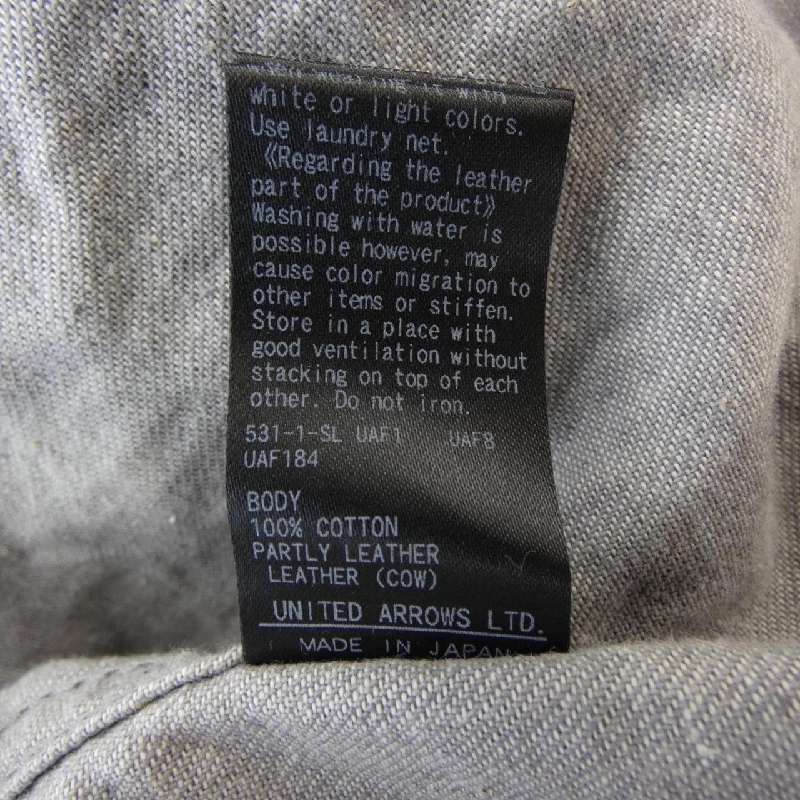 white or light colors.
Use laundry net.
《Regarding the leather
part of the product》
Washing with water is
possible however, may
cause color migration to
other items or stiffen.
Store in a place with
good ventilation without
stacking on top of each
other. Do not iron.
531-1-SL UAF1 UAF8
UAF184
BODY
100% COTTON
PARTLY LEATHER
LEATHER (COW)
UNITED ARROWS LTD.
MADE IN JAPAN